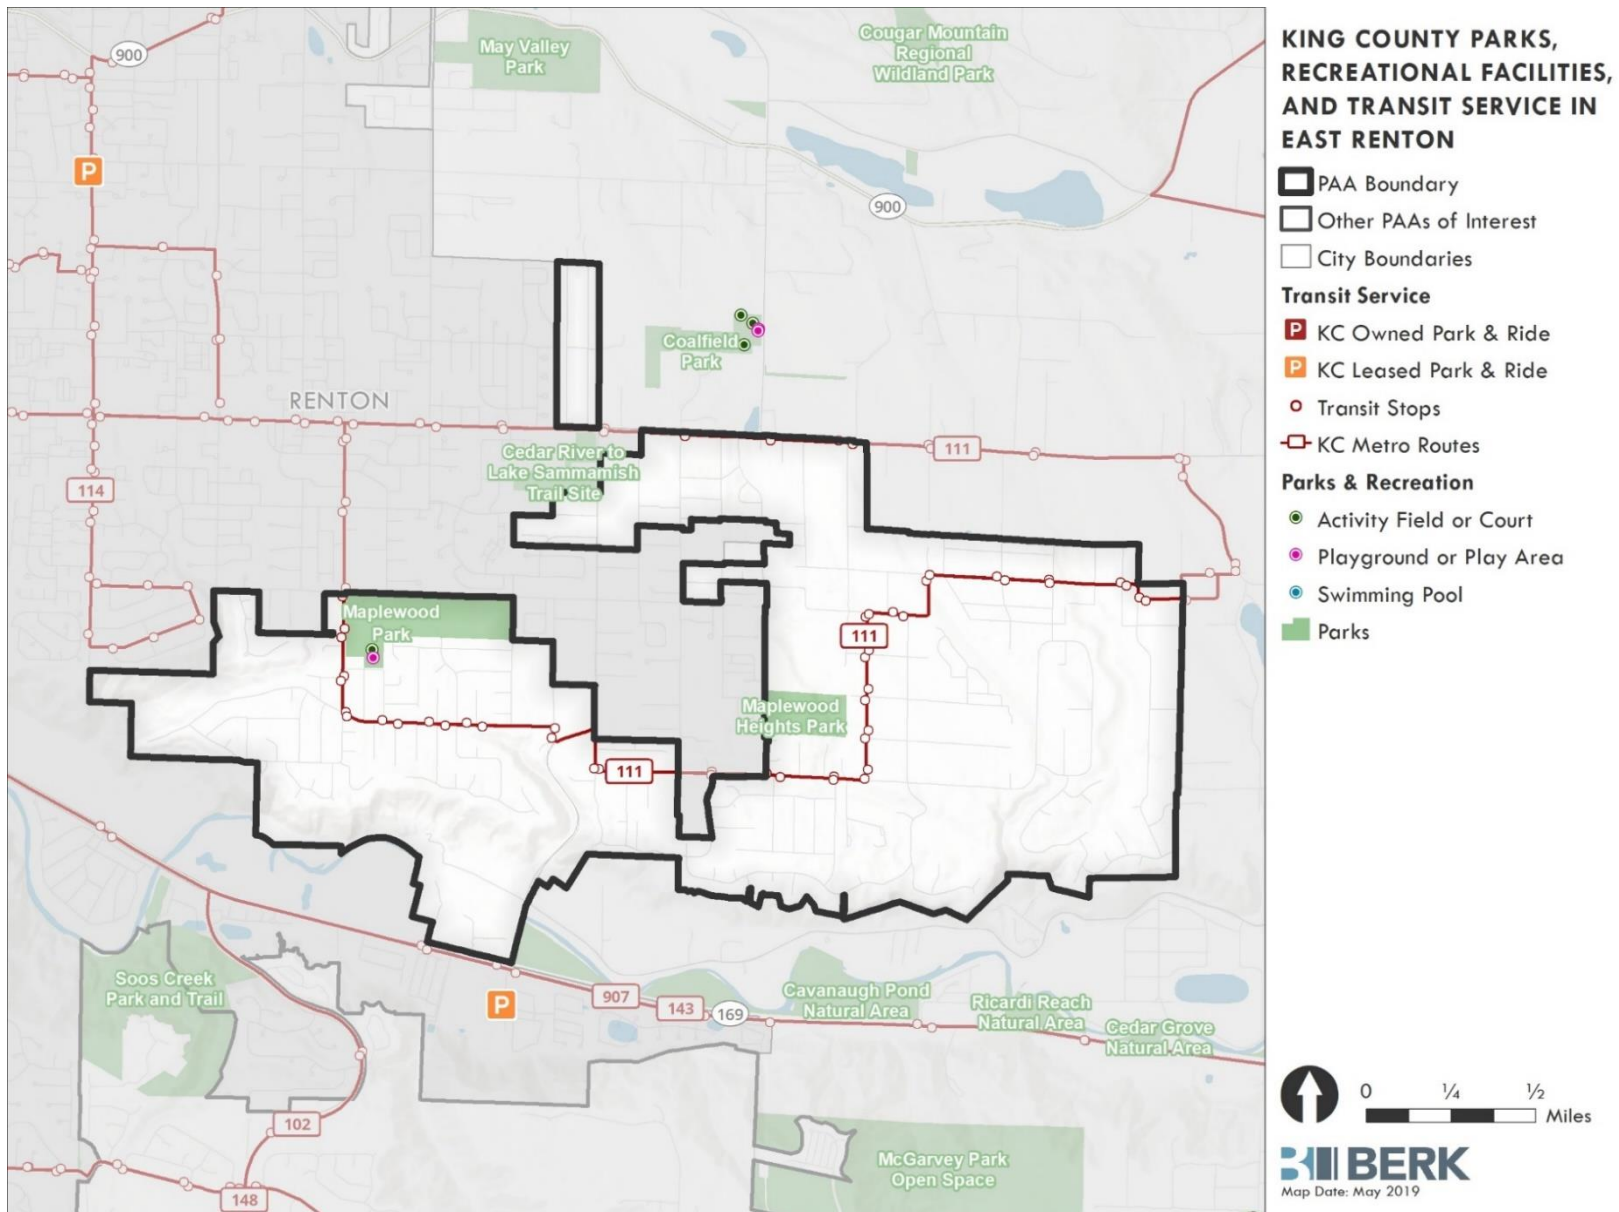 KING COUNTY PARKS,
RECREATIONAL FACILITIES,
AND TRANSIT SERVICE IN
EAST RENTON
PAA Boundary
Other PAAs of Interest
City Boundaries
Transit Service
P KC Owned Park & Ride
P KC Leased Park & Ride
Transit Stops
KC Metro Routes
Parks & Recreation
Activity Field or Court
Playground or Play Area
Swimming Pool
Parks
0 ¼ ½
Miles
BERK
Map Date: May 2019
900
May Valley
Park
Cougar Mountain
Regional
Wildland Park
P
900
Coalfield
Park
RENTON
Cedar River to
Lake Sammamish
Trail Site
111
114
Maplewood
Park
111
Maplewood
Heights Park
111
Soos Creek
Park and Trail
P
907
143
169
Cavanaugh Pond
Natural Area
Ricardi Reach
Natural Area
Cedar Grove
Natural Area
102
McGarvey Park
Open Space
148